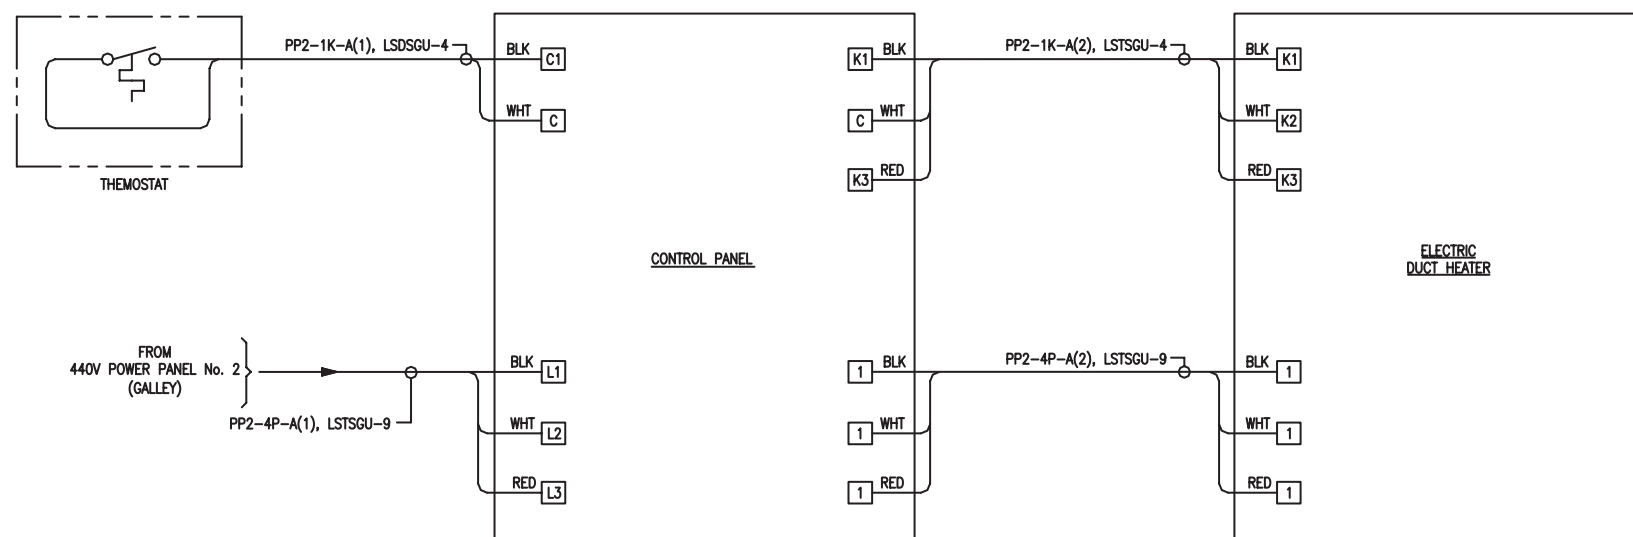 PP2-1K-A(1), LSDSGU-4
BLK
C1
WHT
C
THEMOSTAT
K1
BLK
PP2-1K-A(2), LSTSGU-4
BLK
K1
C
WHT
WHT
K2
K3
RED
RED
K3
CONTROL PANEL
ELECTRIC
DUCT HEATER
FROM
440V POWER PANEL No. 2
(GALLEY)
PP2-4P-A(1), LSTSGU-9
BLK
L1
WHT
L2
RED
L3
1
BLK
PP2-4P-A(2), LSTSGU-9
BLK
1
1
WHT
WHT
1
1
RED
RED
1